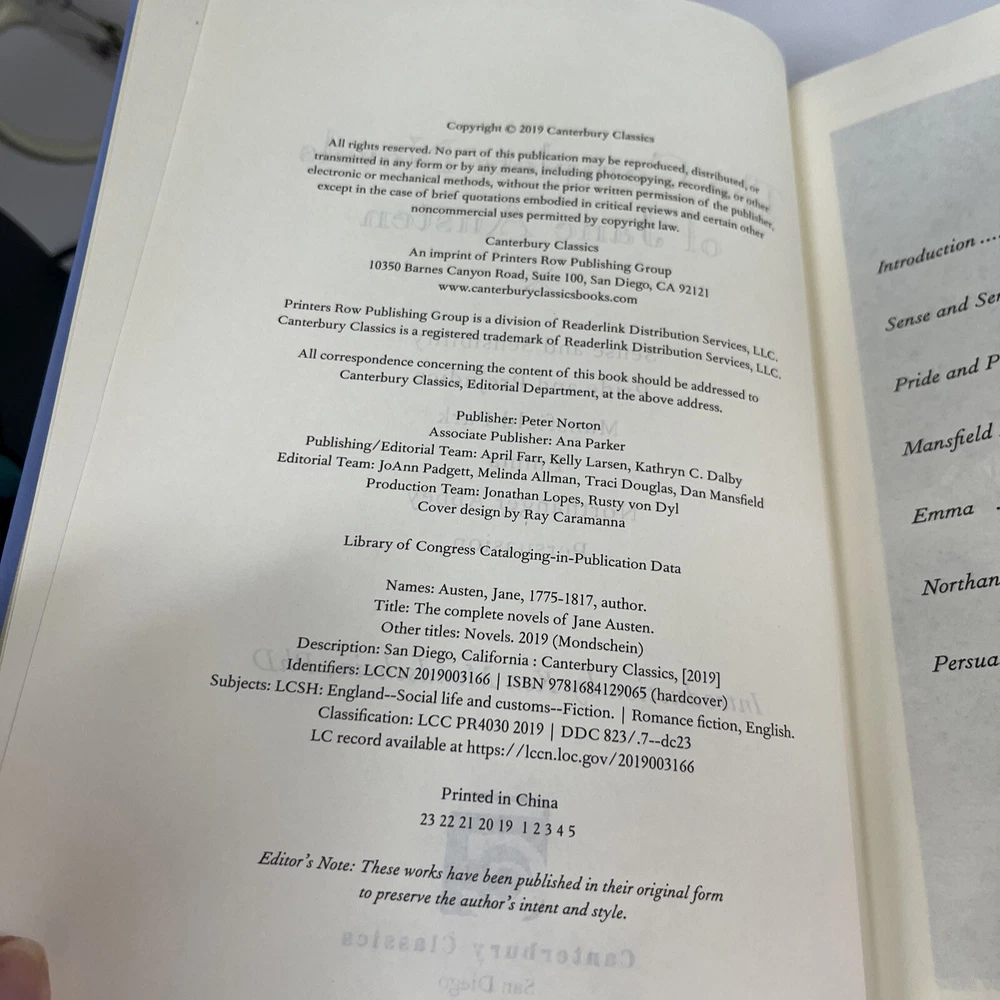 Copyright © 2019 Canterbury Classics
All rights reserved. No part of this publication may be reproduced, distributed, or
transmitted in any form or by any means, including photocopying, recording, or other
electronic or mechanical methods, without the prior written permission of the publisher,
except in the case of brief quotations embodied in critical reviews and certain other
noncommercial uses permitted by copyright law.
Canterbury Classics
An imprint of Printers Row Publishing Group
10350 Barnes Canyon Road, Suite 100, San Diego, CA 92121
www.canterburyclassicsbooks.com
Printers Row Publishing Group is a division of Readerlink Distribution Services, LLC.
Canterbury Classics is a registered trademark of Readerlink Distribution Services, LLC.
All correspondence concerning the content of this book should be addressed to
Canterbury Classics, Editorial Department, at the above address.
Publisher: Peter Norton
Associate Publisher: Ana Parker
Publishing/Editorial Team: April Farr, Kelly Larsen, Kathryn C. Dalby
Editorial Team: JoAnn Padgett, Melinda Allman, Traci Douglas, Dan Mansfield
Production Team: Jonathan Lopes, Rusty von Dyl
Cover design by Ray Caramanna
Library of Congress Cataloging-in-Publication Data
Names: Austen, Jane, 1775-1817, author.
Title: The complete novels of Jane Austen.
Other titles: Novels. 2019 (Mondschein)
Description: San Diego, California : Canterbury Classics, [2019]
Identifiers: LCCN 2019003166 | ISBN 9781684129065 (hardcover)
Subjects: LCSH: England--Social life and customs--Fiction. | Romance fiction, English.
Classification: LCC PR4030 2019 | DDC 823/.7--dc23
LC record available at https://lccn.loc.gov/2019003166
Printed in China
23 22 21 20 19 1 2 3 4 5
Editor's Note: These works have been published in their original form
to preserve the author's intent and style.
Introduction ....
Sense and Sen
Pride and P
Mansfield
Emma
Northan
Persua